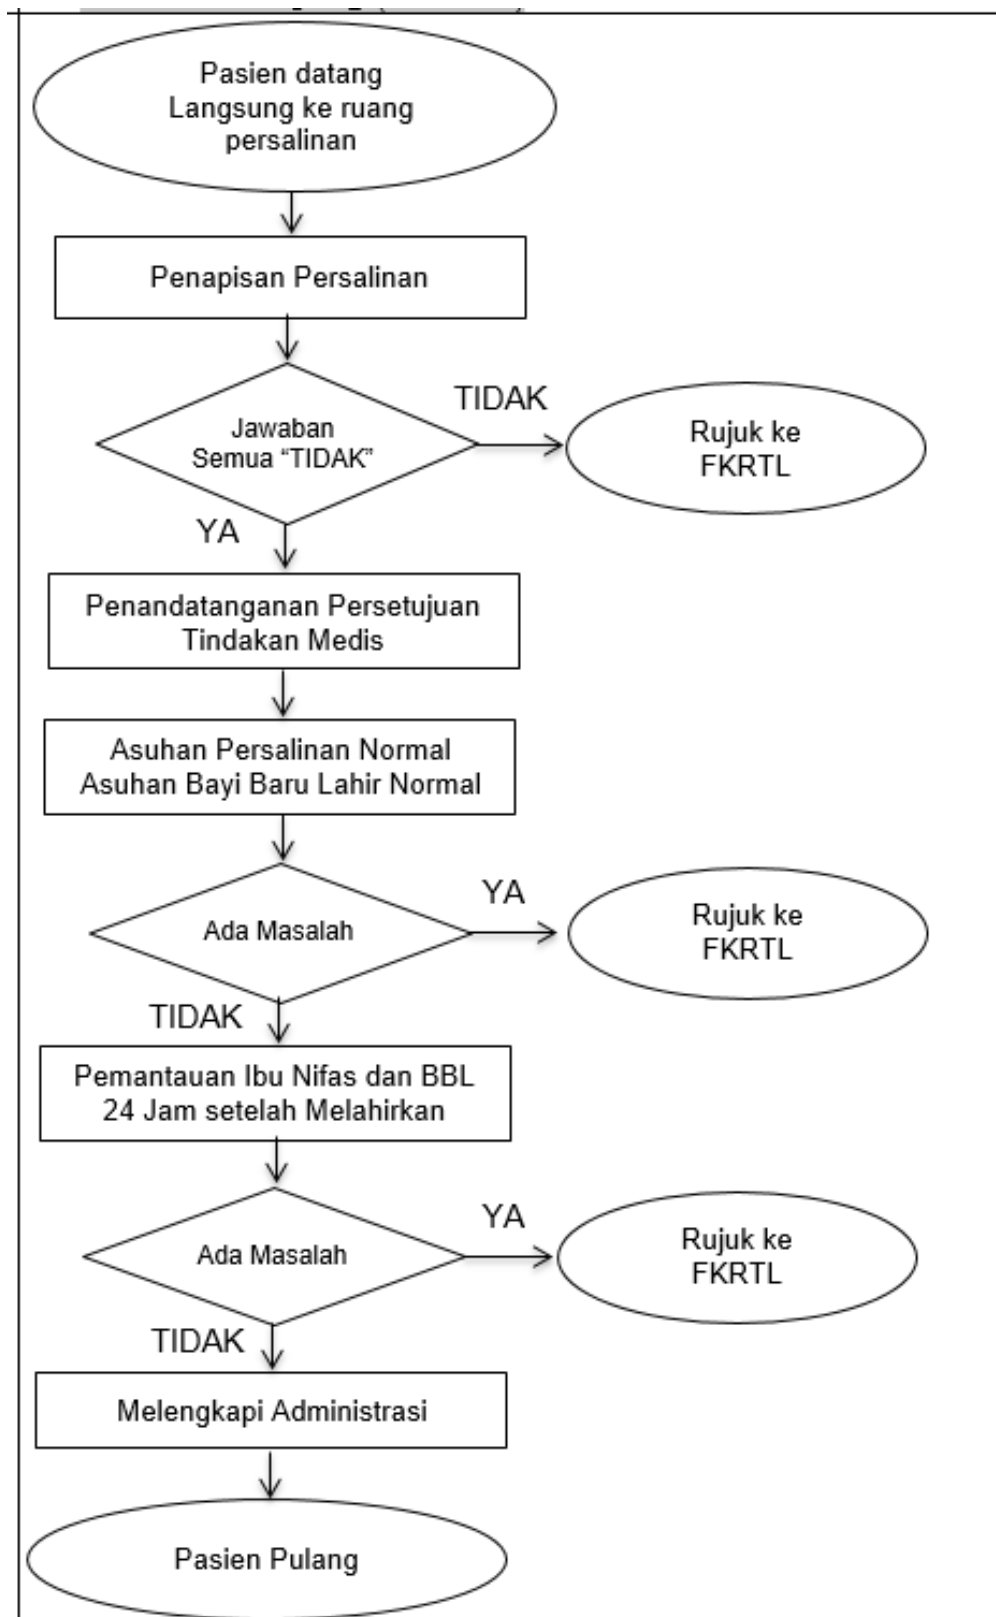 Pasien datang
Langsung ke ruang
persalinan
Penapisan Persalinan
Jawaban
Semua “TIDAK”
TIDAK
Rujuk ke
FKRTL
YA
Penandatanganan Persetujuan
Tindakan Medis
Asuhan Persalinan Normal
Asuhan Bayi Baru Lahir Normal
Ada Masalah
YA
Rujuk ke
FKRTL
TIDAK
Pemantauan Ibu Nifas dan BBL
24 Jam setelah Melahirkan
Ada Masalah
YA
Rujuk ke
FKRTL
TIDAK
Melengkapi Administrasi
Pasien Pulang